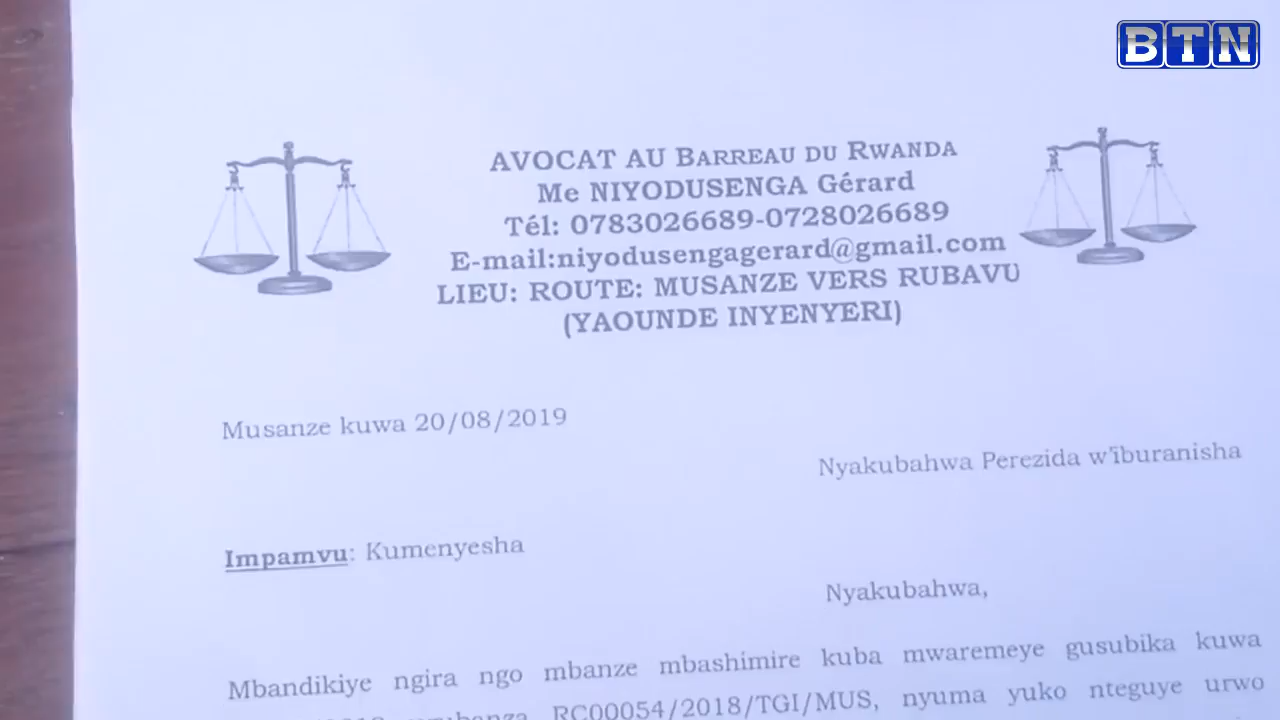 BTN
AVOCAT AU BARREAU DU RWANDA
Me NIYODUSENGA Gérard
Tél: 0783026689-0728026689
E-mail:niyodusengagerard@gmail.com
LIEU: ROUTE: MUSANZE VERS RUBAVU
(YAOUNDE INYENYERI)
Musanze kuwa 20/08/2019
Nyakubahwa Perezida w'iburanisha
Impamvu: Kumenyesha
Nyakubahwa,
Mbandikiye ngira ngo mbanze mbashimire kuba mwaremeye gusubika kuwa
RC00054/2018/TGI/MUS, nyuma yuko nteguye urwo